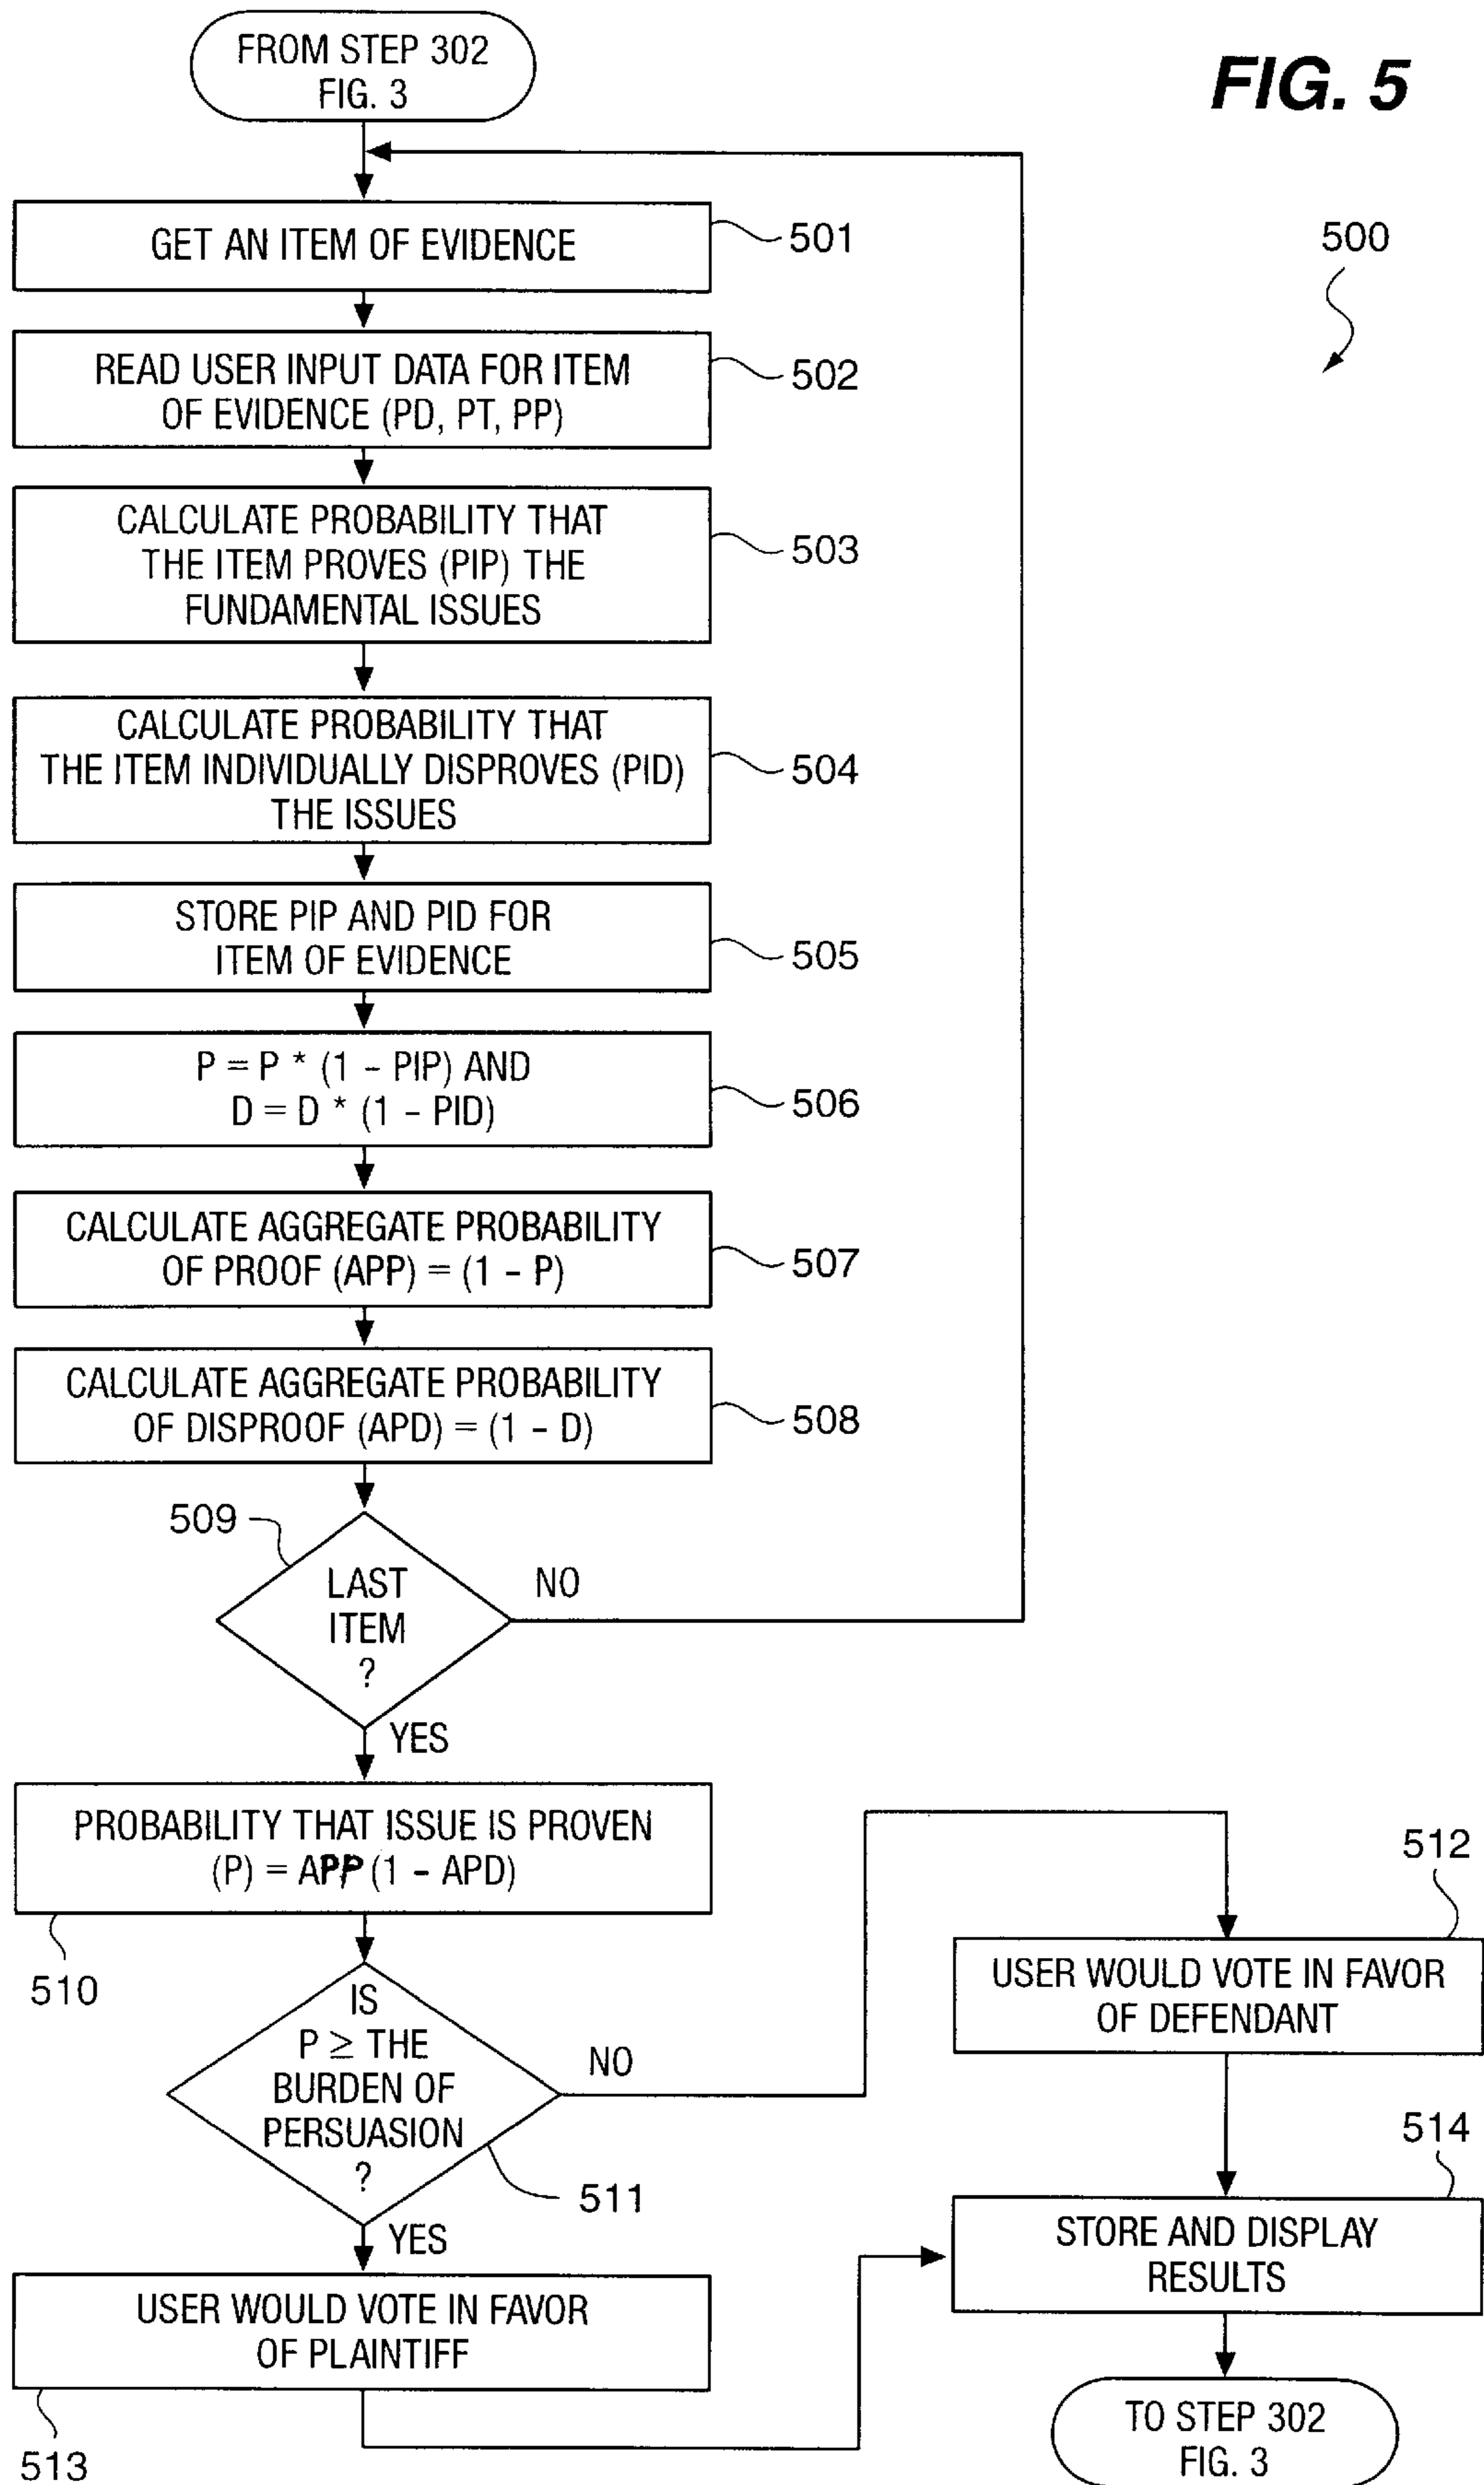 FROM STEP 302
FIG. 3
FIG. 5
500
GET AN ITEM OF EVIDENCE
501
READ USER INPUT DATA FOR ITEM
OF EVIDENCE (PD, PT, PP)
502
CALCULATE PROBABILITY THAT
THE ITEM PROVES (PIP) THE
FUNDAMENTAL ISSUES
503
CALCULATE PROBABILITY THAT
THE ITEM INDIVIDUALLY DISPROVES (PID)
THE ISSUES
504
STORE PIP AND PID FOR
ITEM OF EVIDENCE
505
P = P * (1 - PIP) AND
D = D * (1 - PID)
506
CALCULATE AGGREGATE PROBABILITY
OF PROOF (APP) = (1 - P)
507
CALCULATE AGGREGATE PROBABILITY
OF DISPROOF (APD) = (1 - D)
508
509
LAST
ITEM
?
NO
YES
PROBABILITY THAT ISSUE IS PROVEN
(P) = APP (1 - APD)
510
IS
P ≥ THE
BURDEN OF
PERSUASION
?
NO
511
YES
512
USER WOULD VOTE IN FAVOR
OF DEFENDANT
USER WOULD VOTE IN FAVOR
OF PLAINTIFF
513
514
STORE AND DISPLAY
RESULTS
TO STEP 302
FIG. 3